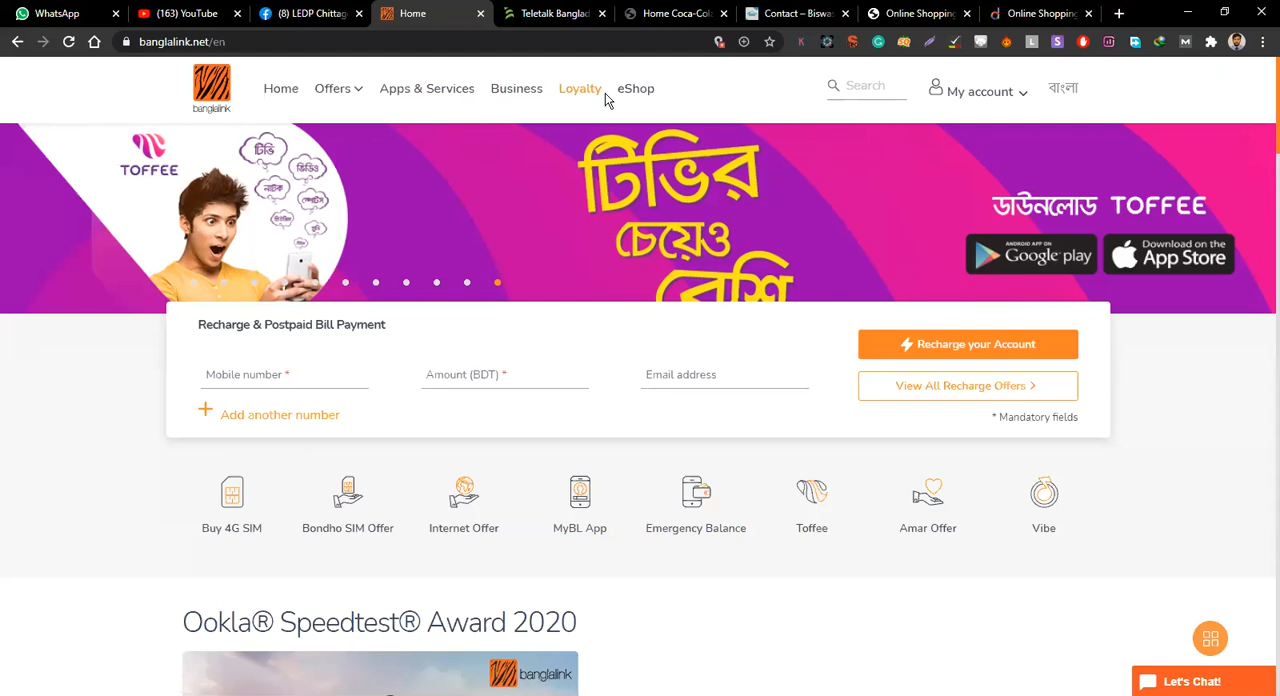 WhatsApp
(163) YouTube
(8) LEDP Chittag
Home
Teletalk Banglad
Home Coca-Col
Contact – Biswa
Online Shopping
Online Shopping
banglalink.net/en
banglalink
Home
Offers
Apps & Services
Business
Loyalty
eShop
Search
My account
বাংলা
TOFFEE
টিভি
নাটক
টিভির
চেয়েও
বেশি
ডাউনলোড TOFFEE
ANDROID APP ON
Google play
Download on the
App Store
Recharge & Postpaid Bill Payment
Mobile number *
Amount (BDT) *
Email address
Recharge your Account
View All Recharge Offers >
+ Add another number
* Mandatory fields
Buy 4G SIM
Bondho SIM Offer
Internet Offer
MyBL App
Emergency Balance
Toffee
Amar Offer
Vibe
Ookla® Speedtest® Award 2020
banglalink
Let's Chat!